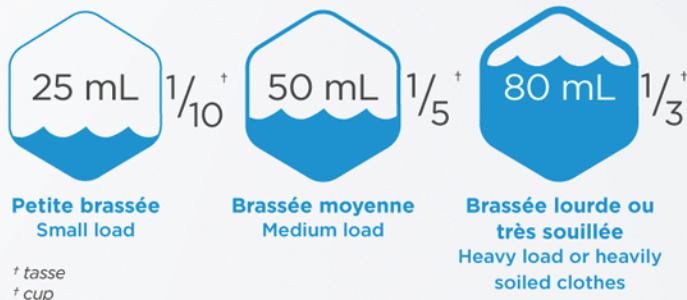 25 mL 1/10†
50 mL 1/5†
80 mL 1/3†
Petite brassée
Small load
Brassée moyenne
Medium load
Brassée lourde ou
très souillée
Heavy load or heavily
soiled clothes
† tasse
† cup